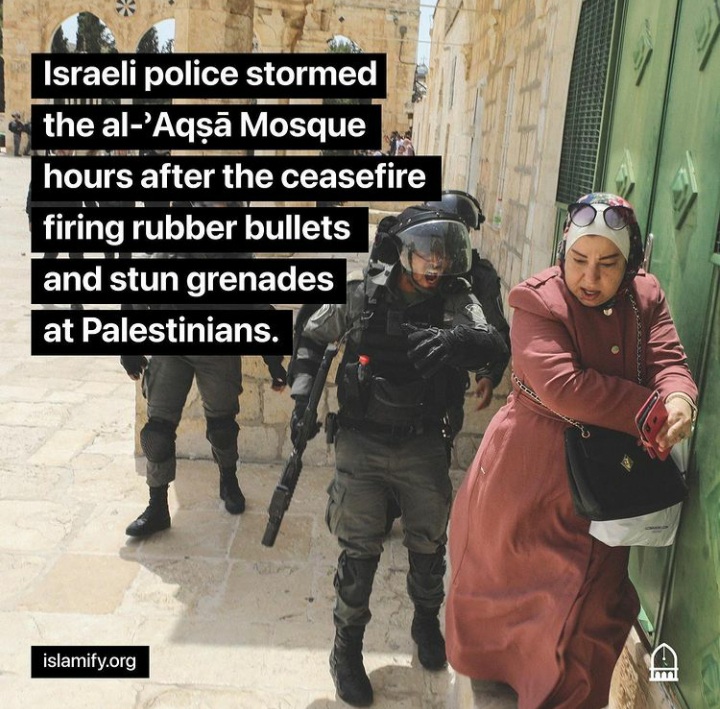 Israeli police stormed
the al-ʾAqṣā Mosque
hours after the ceasefire
firing rubber bullets
and stun grenades
at Palestinians.
islamify.org